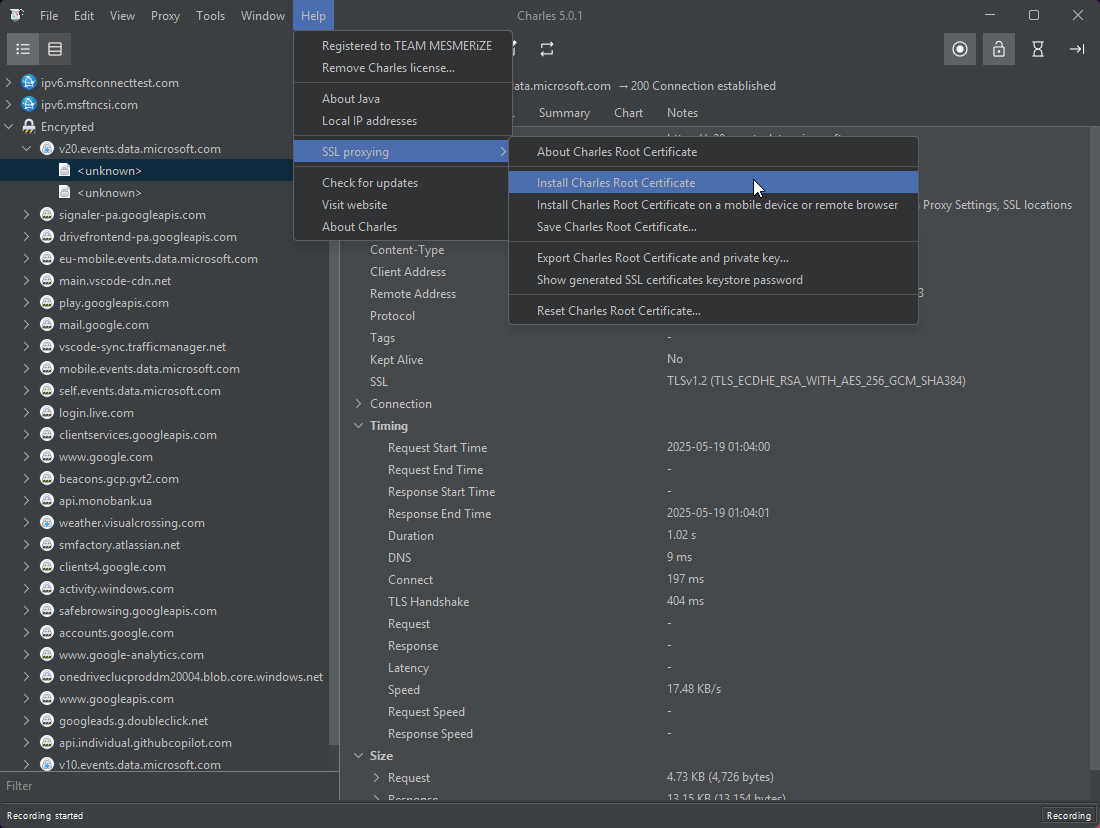 File Edit View Proxy Tools Window Help Charles 5.0.1
Registered to TEAM MESMERiZE
Remove Charles license...
About Java
Local IP addresses
SSL proxying
Check for updates
Visit website
About Charles
About Charles Root Certificate
Install Charles Root Certificate
Install Charles Root Certificate on a mobile device or remote browser
Save Charles Root Certificate...
Export Charles Root Certificate and private key...
Show generated SSL certificates keystore password
Reset Charles Root Certificate...
ipv6.msftconnecttest.com
ipv6.msftncsi.com
Encrypted
v20.events.data.microsoft.com
<unknown>
<unknown>
signaler-pa.googleapis.com
drivefrontend-pa.googleapis.com
eu-mobile.events.data.microsoft.com
main.vscode-cdn.net
play.googleapis.com
mail.google.com
vscode-sync.trafficmanager.net
mobile.events.data.microsoft.com
self.events.data.microsoft.com
login.live.com
clientservices.googleapis.com
www.google.com
beacons.gcp.gvt2.com
api.monobank.ua
weather.visualcrossing.com
smfactory.atlassian.net
clients4.google.com
activity.windows.com
safebrowsing.googleapis.com
accounts.google.com
www.google-analytics.com
onedriveclucproddm20004.blob.core.windows.net
www.googleapis.com
googleads.g.doubleclick.net
api.individual.githubcopilot.com
v10.events.data.microsoft.com
Filter
ata.microsoft.com → 200 Connection established
Summary Chart Notes
Proxy Settings, SSL locations
Content-Type
Client Address
Remote Address 3
Protocol
Tags -
Kept Alive No
SSL TLSv1.2 (TLS_ECDHE_RSA_WITH_AES_256_GCM_SHA384)
Connection
Timing
Request Start Time 2025-05-19 01:04:00
Request End Time -
Response Start Time -
Response End Time 2025-05-19 01:04:01
Duration 1.02 s
DNS 9 ms
Connect 197 ms
TLS Handshake 404 ms
Request -
Response -
Latency -
Speed 17.48 KB/s
Request Speed -
Response Speed -
Size
Request 4.73 KB (4,726 bytes)
Response 13.15 KB (13,154 bytes)
Recording started Recording